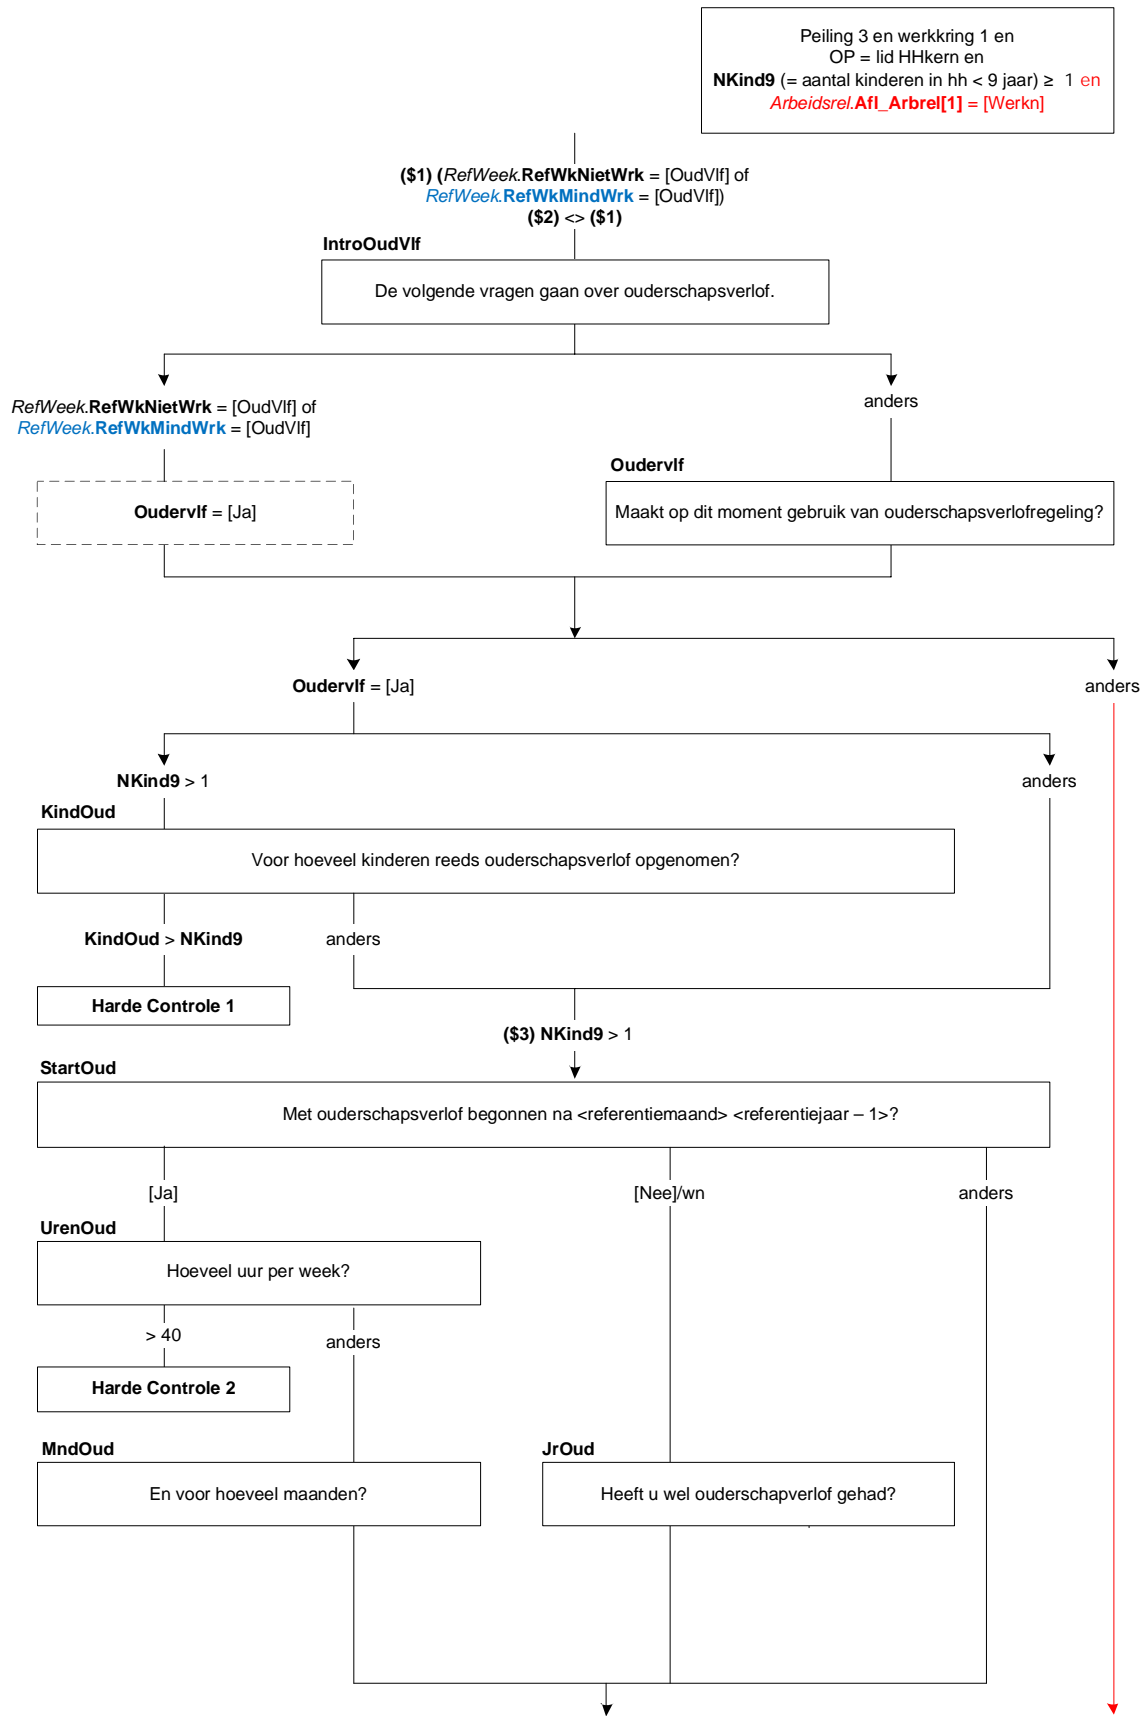 Peiling 3 en werkkring 1 en
OP = lid HHkern en
NKind9 (= aantal kinderen in hh < 9 jaar) ≥ 1 en
Arbeidsrel.Afl_Arbrel[1] = [Werkn]
($1) (RefWeek.RefWkNietWrk = [OudVlf] of
RefWeek.RefWkMindWrk = [OudVlf])
($2) <> ($1)
IntroOudVlf
De volgende vragen gaan over ouderschapsverlof.
RefWeek.RefWkNietWrk = [OudVlf] of
RefWeek.RefWkMindWrk = [OudVlf]
anders
Oudervlf = [Ja]
Oudervlf
Maakt op dit moment gebruik van ouderschapsverlofregeling?
Oudervlf = [Ja]
anders
NKind9 > 1
anders
KindOud
Voor hoeveel kinderen reeds ouderschapsverlof opgenomen?
KindOud > NKind9
anders
Harde Controle 1
($3) NKind9 > 1
StartOud
Met ouderschapsverlof begonnen na <referentiemaand> <referentiejaar – 1>?
[Ja]
[Nee]/wn
anders
UrenOud
Hoeveel uur per week?
> 40
anders
Harde Controle 2
MndOud
En voor hoeveel maanden?
JrOud
Heeft u wel ouderschapverlof gehad?